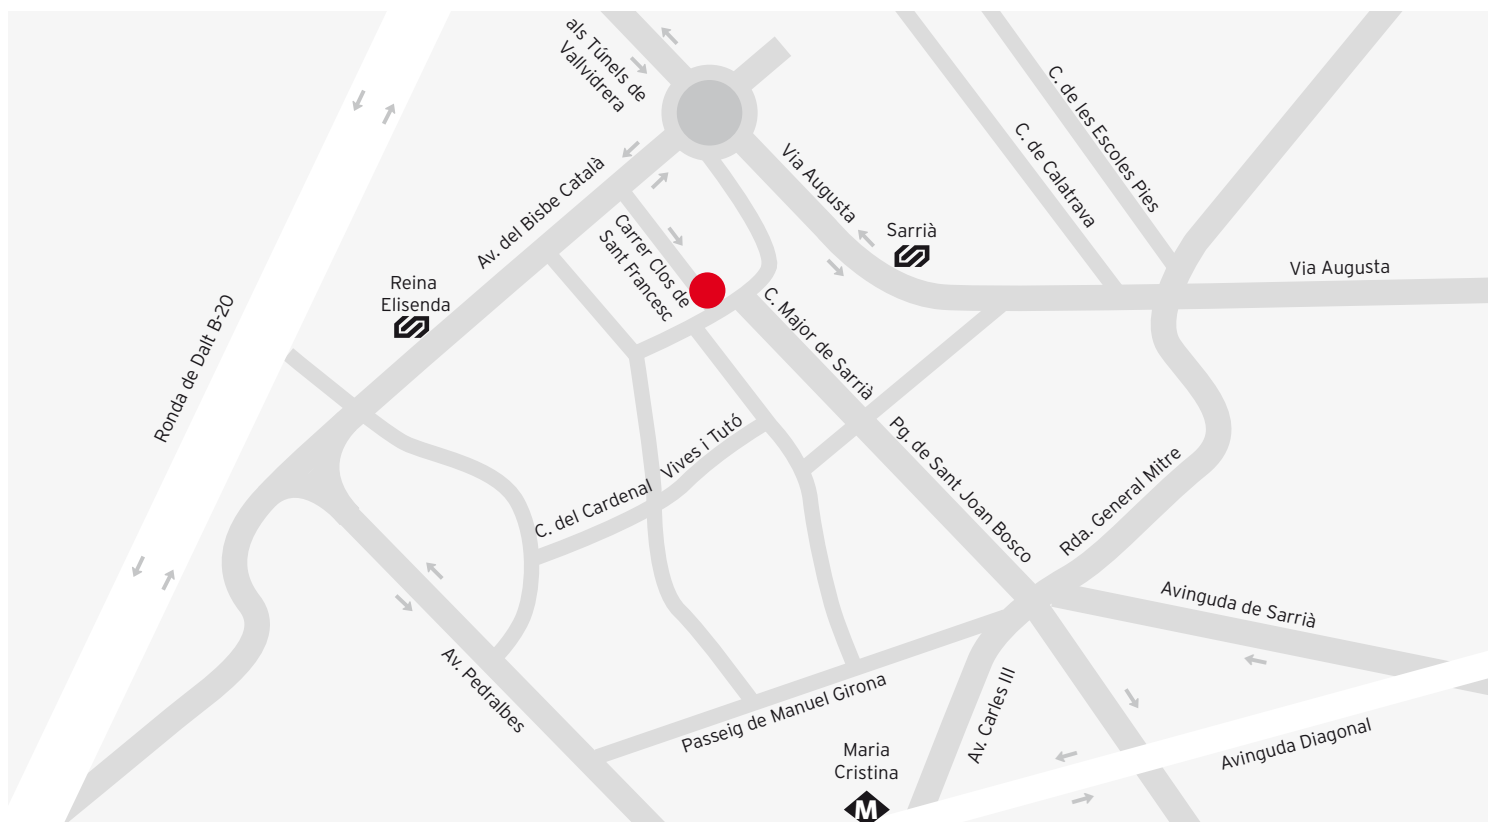 als Túnels de
Vallvidrera
C. de les Escoles Pies
C. de Calatrava
Via Augusta
Av. del Bisbe Català
Sarrià
Carrer Clos de
Sant Francesc
Via Augusta
Reina
Elisenda
Ronda de Dalt B-20
C. Major de Sarrià
C. del Cardenal Vives i Tutó
Pg. de Sant Joan Bosco
Rda. General Mitre
Avinguda de Sarrià
Av. Pedralbes
Passeig de Manuel Girona
Av. Carles III
Avinguda Diagonal
Maria
Cristina
M